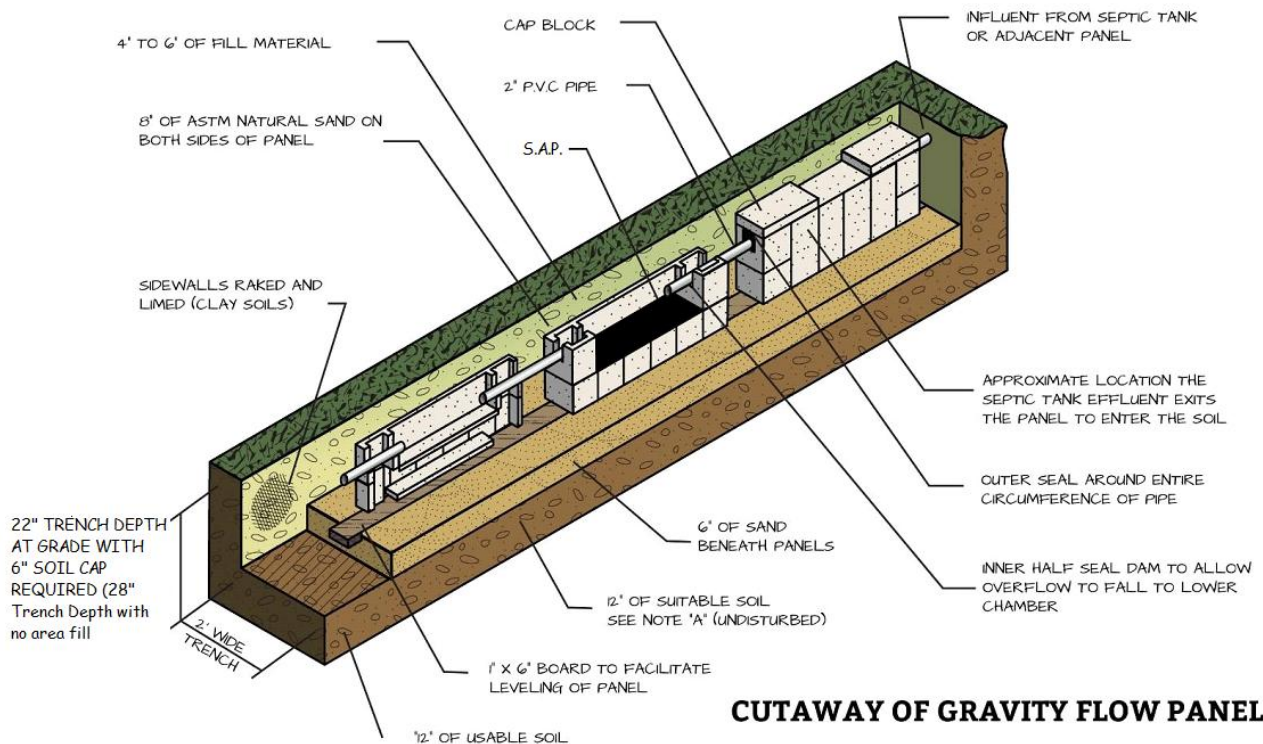 CAP BLOCK
INFLUENT FROM SEPTIC TANK
OR ADJACENT PANEL
4" TO 6" OF FILL MATERIAL
2" P.V.C PIPE
8" OF ASTM NATURAL SAND ON
BOTH SIDES OF PANEL
S.A.P.
SIDEWALLS RAKED AND
LIMED (CLAY SOILS)
APPROXIMATE LOCATION THE
SEPTIC TANK EFFLUENT EXITS
THE PANEL TO ENTER THE SOIL
OUTER SEAL AROUND ENTIRE
CIRCUMFERENCE OF PIPE
22" TRENCH DEPTH
AT GRADE WITH
6" SOIL CAP
REQUIRED (28"
Trench Depth with
no area fill
6" OF SAND
BENEATH PANELS
INNER HALF SEAL DAM TO ALLOW
OVERFLOW TO FALL TO LOWER
CHAMBER
12" OF SUITABLE SOIL
SEE NOTE "A" (UNDISTURBED)
2' WIDE
TRENCH
1" X 6" BOARD TO FACILITATE
LEVELING OF PANEL
"12" OF USABLE SOIL
CUTAWAY OF GRAVITY FLOW PANEL